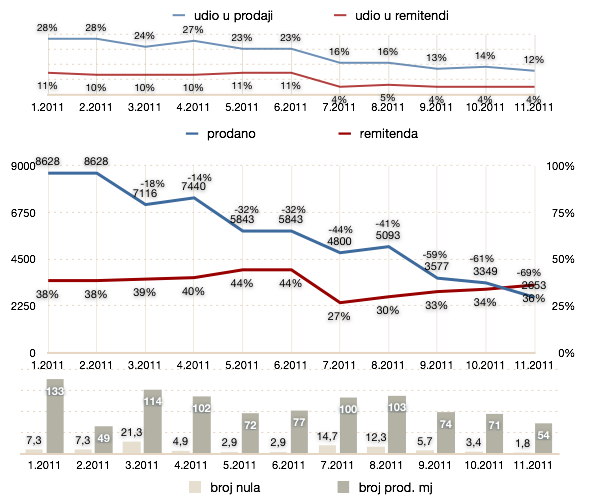 udio u prodaji udio u remitendi
28% 28% 24% 27% 23% 23% 16% 16% 13% 14% 12%
11% 10% 10% 10% 11% 11% 4% 5% 4% 4% 4%
1.2011 2.2011 3.2011 4.2011 5.2011 6.2011 7.2011 8.2011 9.2011 10.2011 11.2011
prodano remitenda
9000 8628 8628 100%
-18% -14%
7116 7440
6750 -32% -32% 75%
5843 5843
-44% -41%
4800 5093
4500 -59% -61% 50%
3577 3349 -69%
2653
38% 38% 39% 40% 44% 44% 27% 30% 33% 34% 36%
2250 25%
0 0%
1.2011 2.2011 3.2011 4.2011 5.2011 6.2011 7.2011 8.2011 9.2011 10.2011 11.2011
133 49 114 102 72 77 100 103 74 71 54
7,3 7,3 21,3 4,9 2,9 2,9 14,7 12,3 5,7 3,4 1,8
1.2011 2.2011 3.2011 4.2011 5.2011 6.2011 7.2011 8.2011 9.2011 10.2011 11.2011
broj nula broj prod. mj